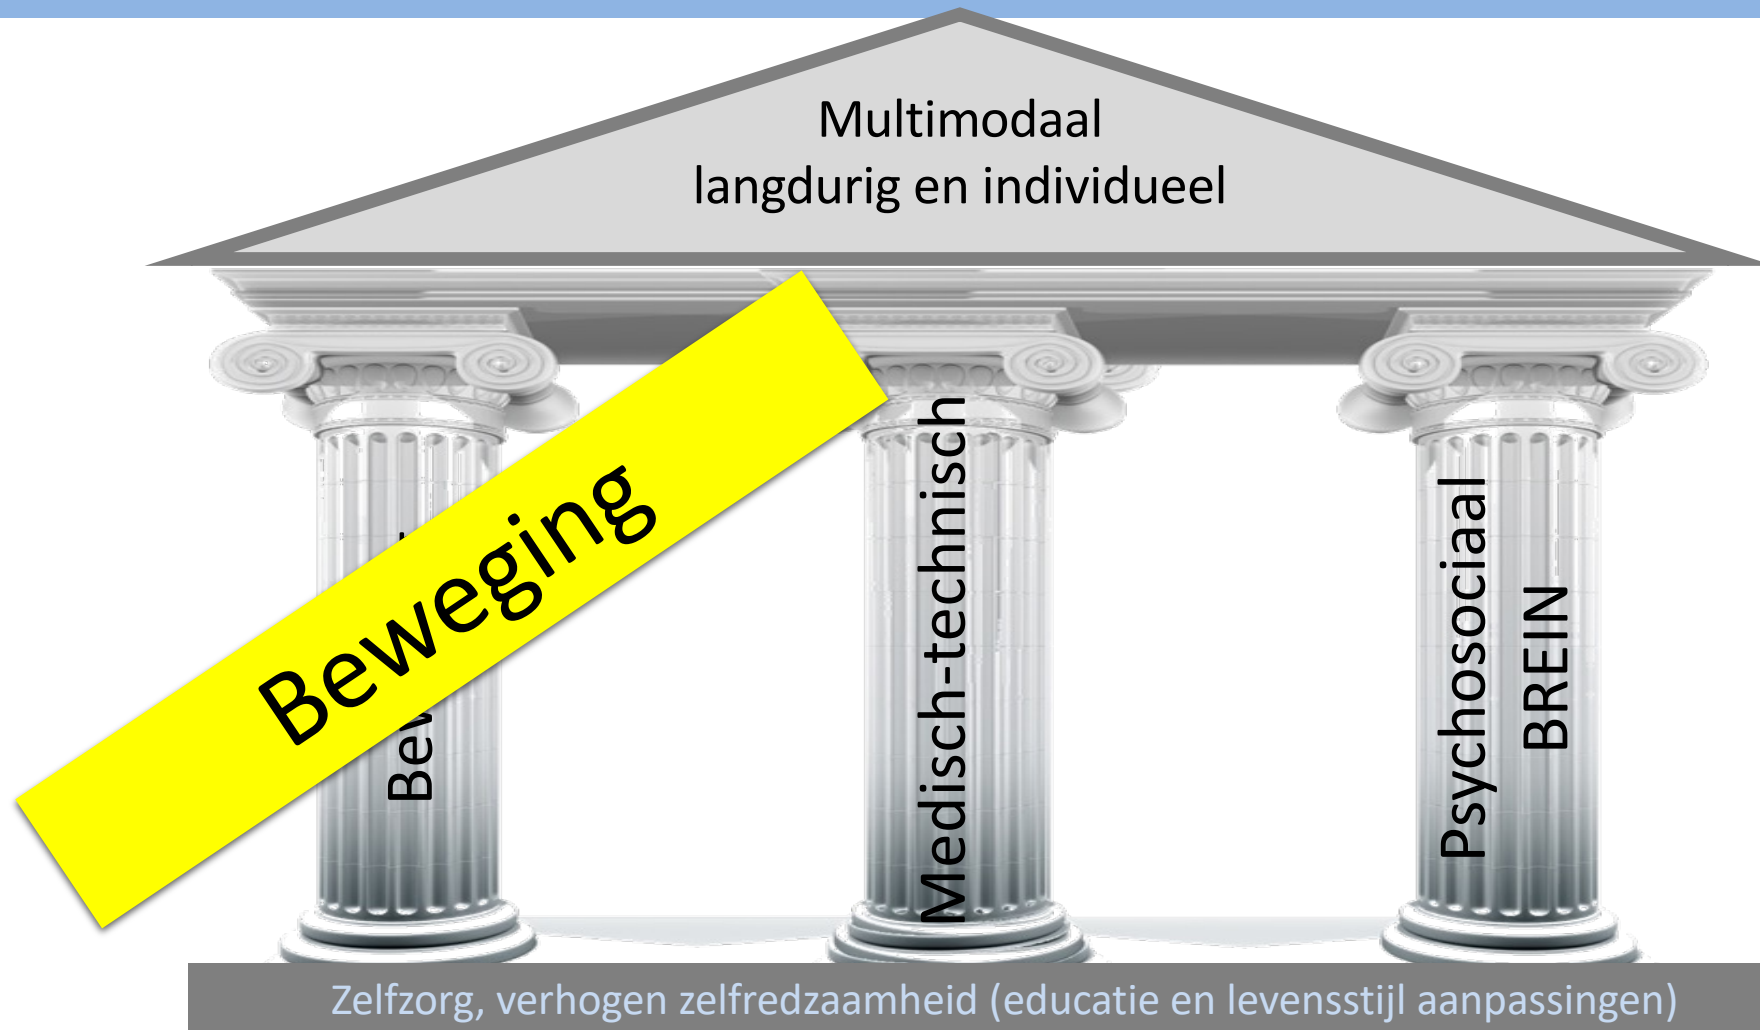 Multimodaal
langdurig en individueel
Beweging
Medisch-technisch
Psychosociaal
BREIN
Zelfzorg, verhogen zelfredzaamheid (educatie en levensstijl aanpassingen)